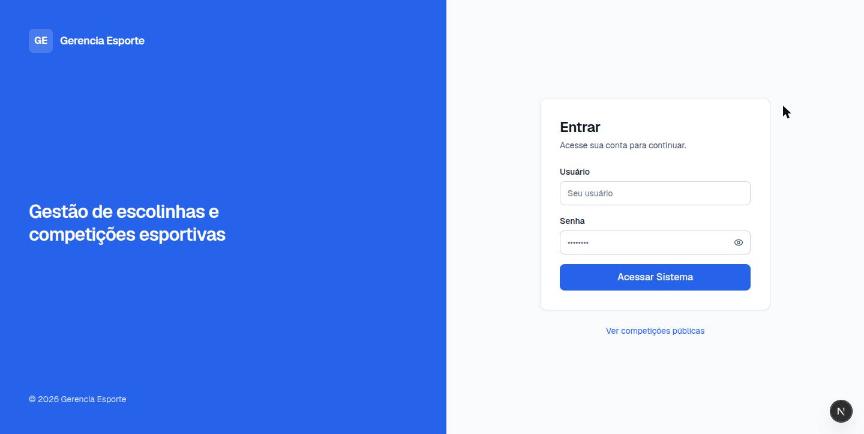 GE Gerencia Esporte
Gestão de escolinhas e
competições esportivas
© 2026 Gerencia Esporte
Entrar
Acesse sua conta para continuar.
Usuário
Seu usuário
Senha
••••••••
Acessar Sistema
Ver competições públicas
N